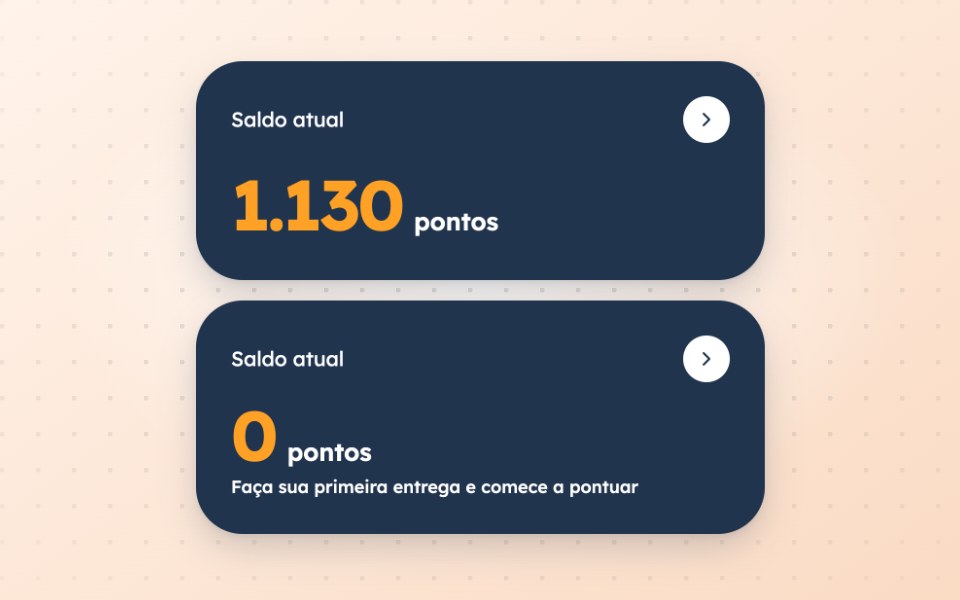 Saldo atual
1.130 pontos
Saldo atual
0 pontos
Faça sua primeira entrega e comece a pontuar